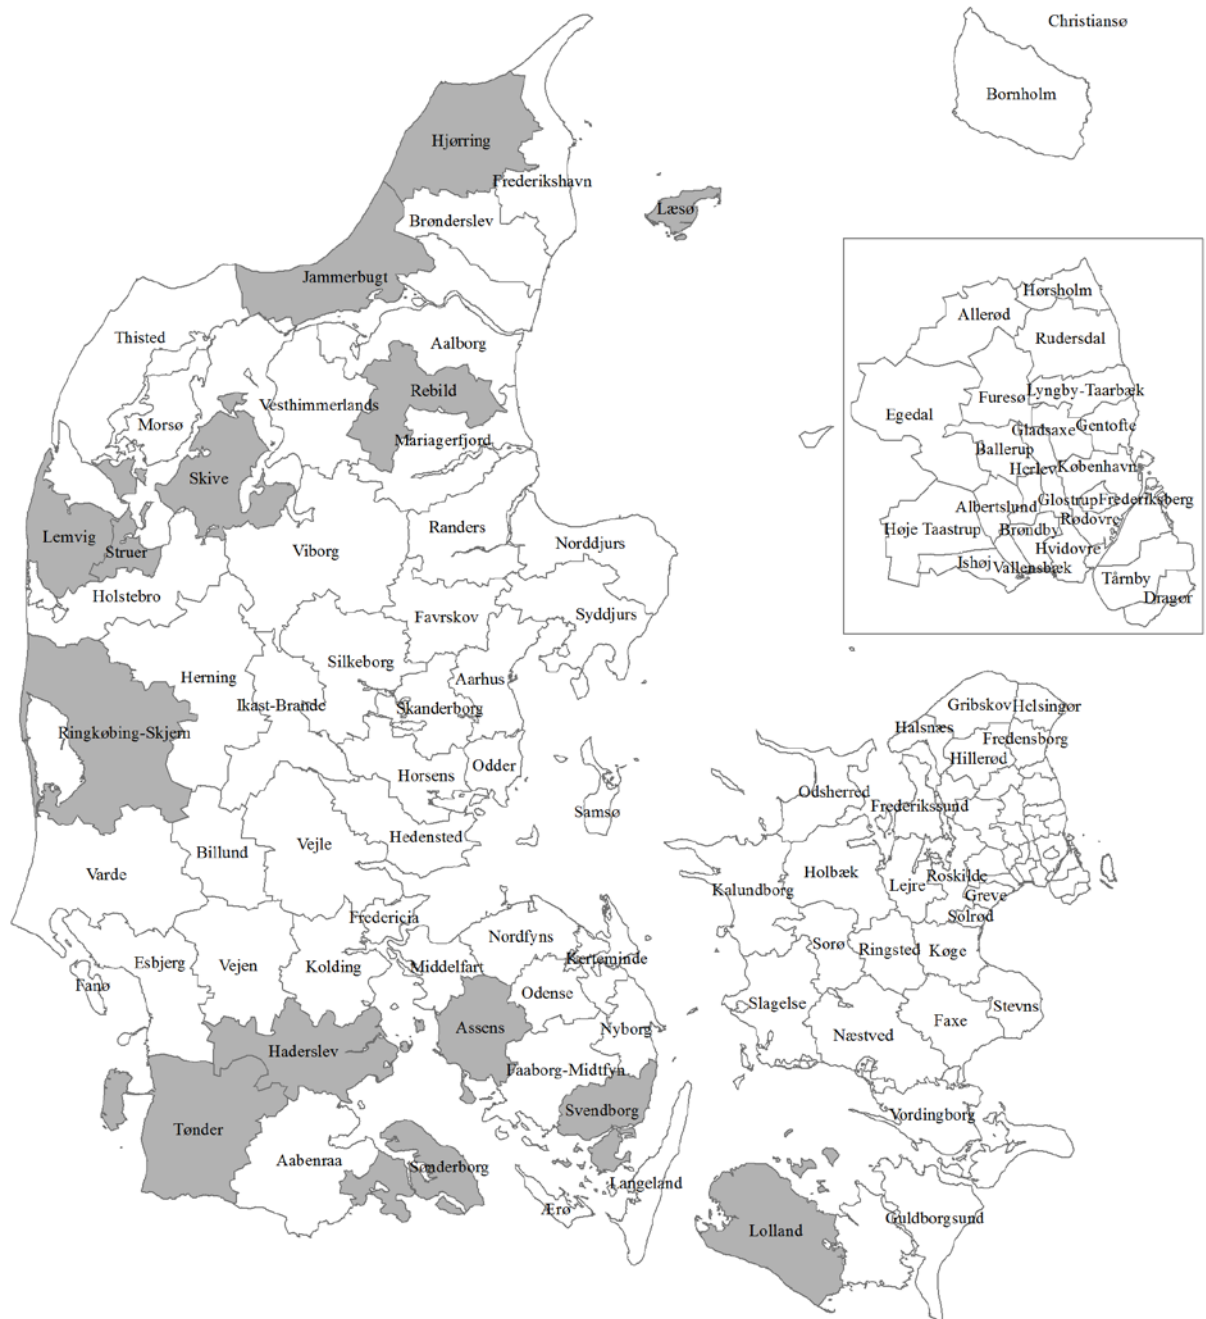 Christiansø
Bornholm
Hjørring
Frederikshavn
Læsø
Brønderslev
Jammerbugt
Hørsholm
Allerød
Rudersdal
Thisted
Aalborg
Rebild
Vesthimmerlands
Lyngby-Taarbæk
Furesø
Egedal
Morsø
Mariagerfjord
Gladsaxe
Gentofte
Ballerup
Herlev
København
Skive
Albertslund
Glostrup
Frederiksberg
Rødovre
Høje Taastrup
Brøndby
Hvidovre
Ishøj
Vallensbæk
Tårnby
Dragør
Randers
Lemvig
Struer
Viborg
Norddjurs
Holstebro
Favrskov
Syddjurs
Silkeborg
Herning
Aarhus
Ikast-Brande
Skanderborg
Ringkøbing-Skjern
Gribskov
Helsingør
Halsnæs
Fredensborg
Hillerød
Horsens
Odder
Odsherred
Frederikssund
Samsø
Hedensted
Vejle
Billund
Varde
Holbæk
Roskilde
Kalundborg
Lejre
Greve
Solrød
Fredericia
Nordfyns
Sorø
Ringsted
Køge
Esbjerg
Vejen
Kolding
Middelfart
Kerteminde
Fanø
Odense
Slagelse
Stevns
Assens
Nyborg
Næstved
Faxe
Haderslev
Faaborg-Midtfyn
Svendborg
Vordingborg
Tønder
Aabenraa
Sønderborg
Langeland
Ærø
Guldborgsund
Lolland